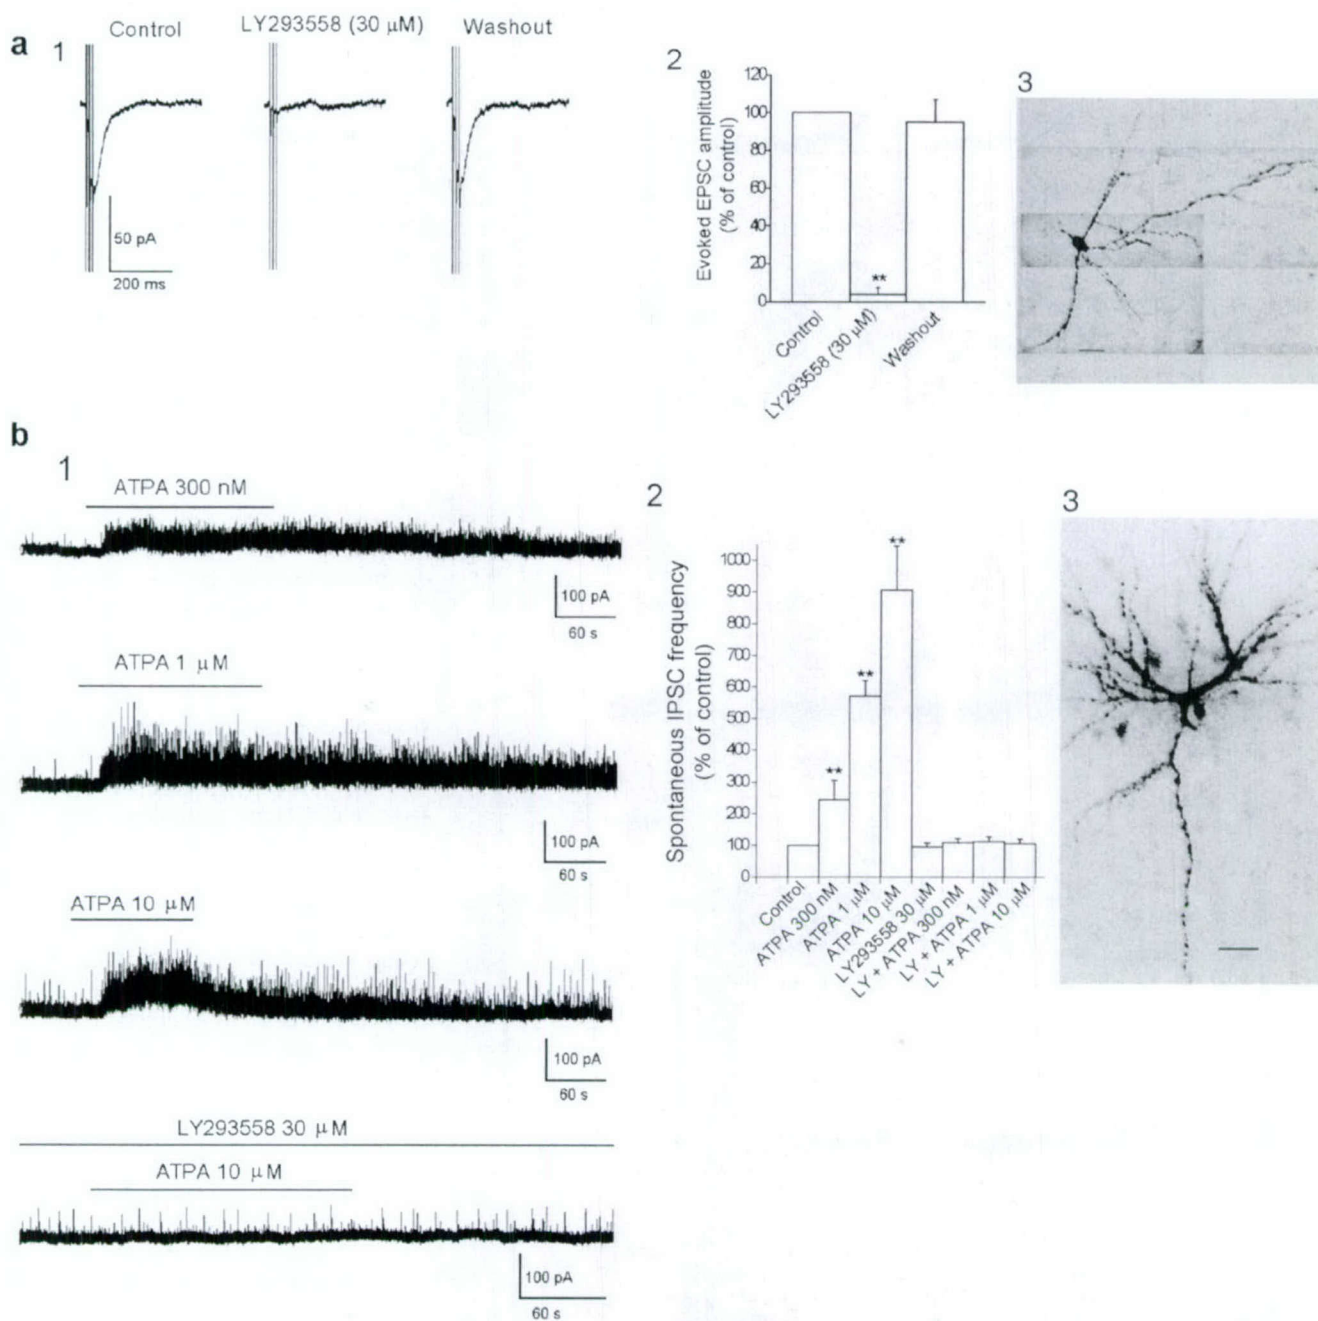 a
1
Control
LY293558 (30 μM)
Washout
50 pA
200 ms
2
Evoked EPSC amplitude
(% of control)
120
100
80
60
40
20
0
**
Control
LY293558 (30 μM)
Washout
3
b
1
ATPA 300 nM
100 pA
60 s
ATPA 1 μM
100 pA
60 s
ATPA 10 μM
100 pA
60 s
LY293558 30 μM
ATPA 10 μM
100 pA
60 s
2
Spontaneous IPSC frequency
(% of control)
1000
900
800
700
600
500
400
300
200
100
0
**
**
**
Control
ATPA 300 nM
ATPA 1 μM
ATPA 10 μM
LY293558 30 μM
LY + ATPA 300 nM
LY + ATPA 1 μM
LY + ATPA 10 μM
3